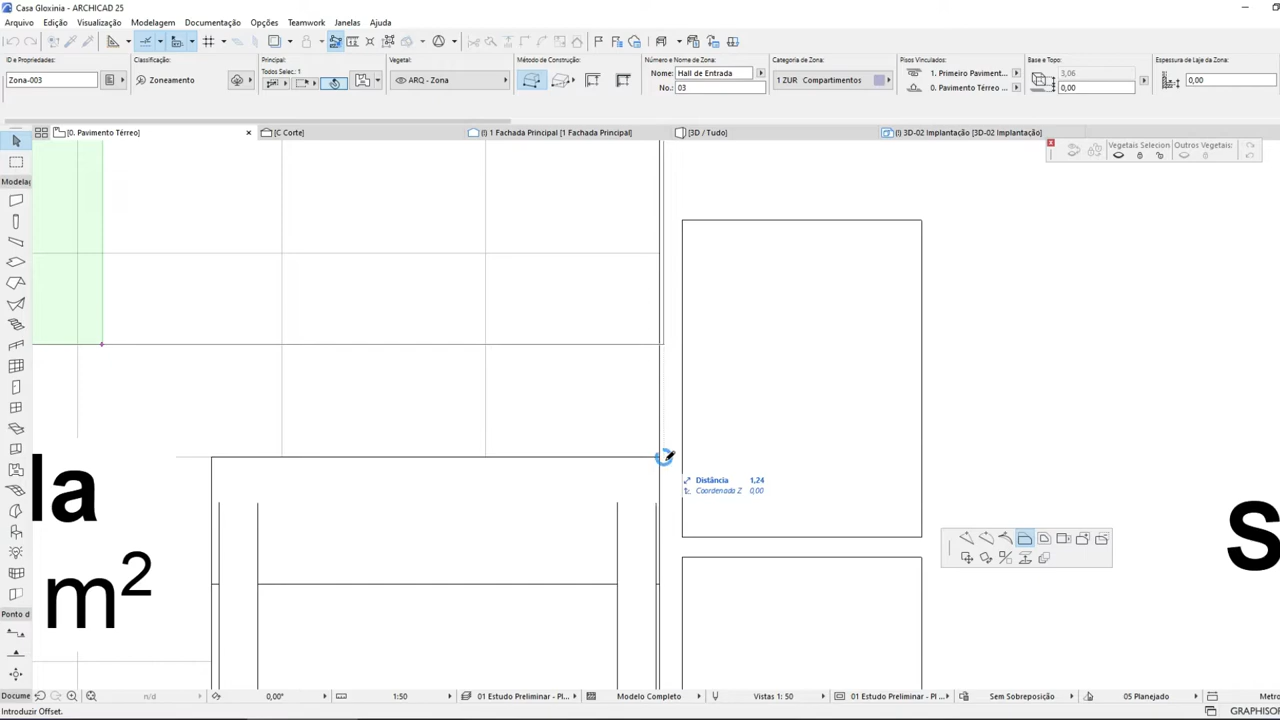 Casa Gloxinia - ARCHICAD 25
Arquivo Edição Visualização Modelagem Documentação Opções Teamwork Janelas Ajuda
ID e Propriedades: Classificação: Principal: Vegetal: Método de Construção: Número e Nome de Zona: Categoria de Zona: Pisos Vinculados: Base e Topo: Espessura de Laje da Zona:
Todos Selec.: 1
Zona-003 Zoneamento ARQ - Zona Nome: Hall de Entrada 1 ZUR Compartimentos 1. Primeiro Paviment... 3,06 0,00
No.: 03 0. Pavimento Térreo ... 0,00
[0. Pavimento Térreo] [C Corte] (!) 1 Fachada Principal [1 Fachada Principal] [3D / Tudo] (!) 3D-02 Implantação [3D-02 Implantação]
Vegetais Selecion Outros Vegetais:
Modelag
la
m²
Distância 1,24
Coordenada Z 0,00
S
Ponto d
Docume n/d 0,00° 1:50 01 Estudo Preliminar - Pl... Modelo Completo Vistas 1: 50 01 Estudo Preliminar - Pl ... Sem Sobreposição 05 Planejado Metro
Introduzir Offset. GRAPHISOF